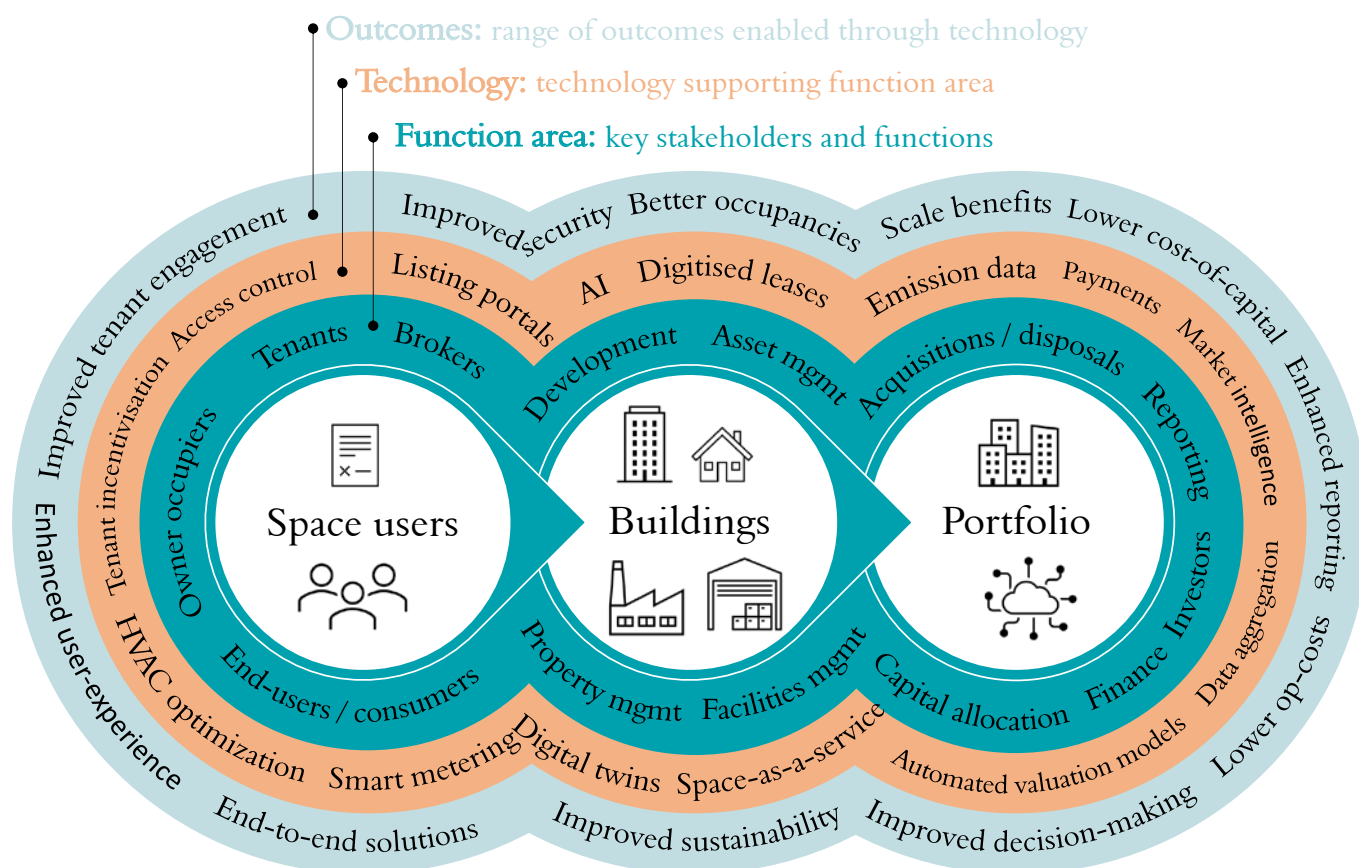 Outcomes: range of outcomes enabled through technology
Technology: technology supporting function area
Function area: key stakeholders and functions
Improved tenant engagement
Improved security
Better occupancies
Scale benefits
Lower cost-of-capital
Enhanced reporting
Lower op-costs
Improved decision-making
Improved sustainability
End-to-end solutions
Enhanced user-experience
Access control
Listing portals
AI
Digitised leases
Emission data
Payments
Market intelligence
Data aggregation
Automated valuation models
Space-as-a-service
Digital twins
Smart metering
HVAC optimization
Tenant incentivisation
Tenants
Brokers
Development
Asset mgmt
Acquisitions / disposals
Reporting
Investors
Finance
Capital allocation
Facilities mgmt
Property mgmt
End-users / consumers
Owner occupiers
Space users
Buildings
Portfolio